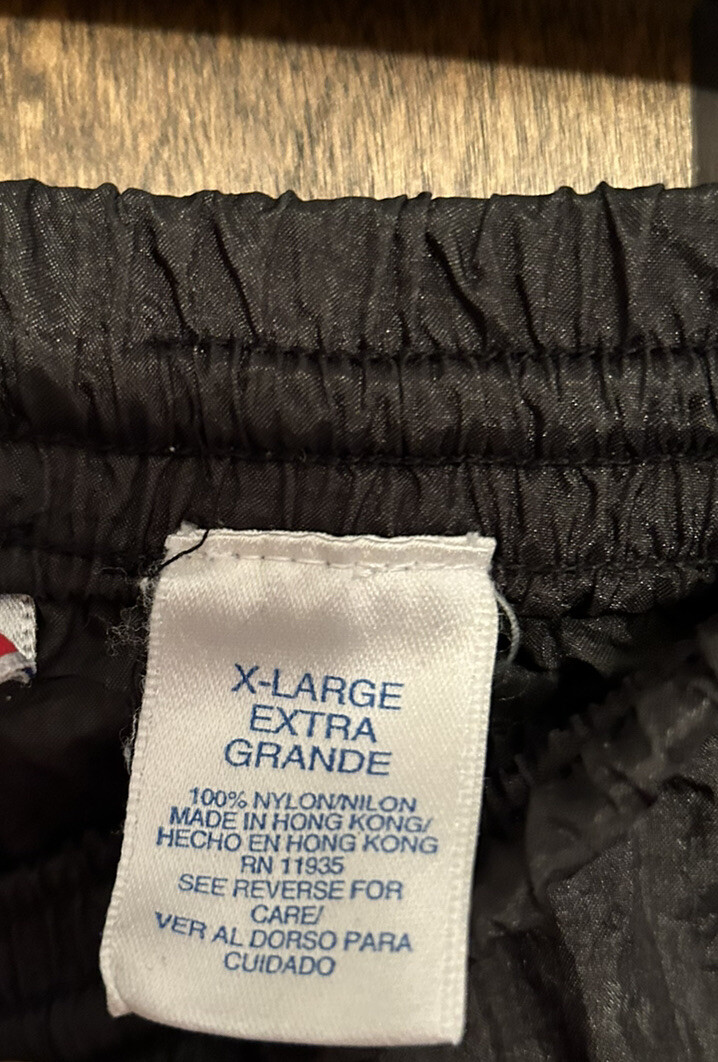 X-LARGE
EXTRA
GRANDE
100% NYLON/NILON
MADE IN HONG KONG/
HECHO EN HONG KONG
RN 11935
SEE REVERSE FOR
CARE/
VER AL DORSO PARA
CUIDADO